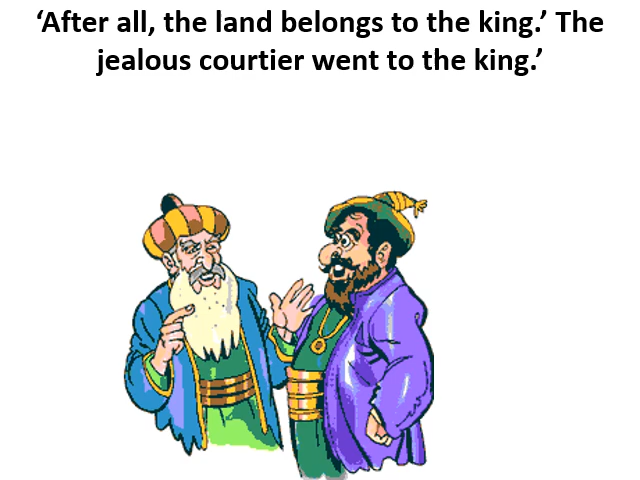 ‘After all, the land belongs to the king.’ The
jealous courtier went to the king.’